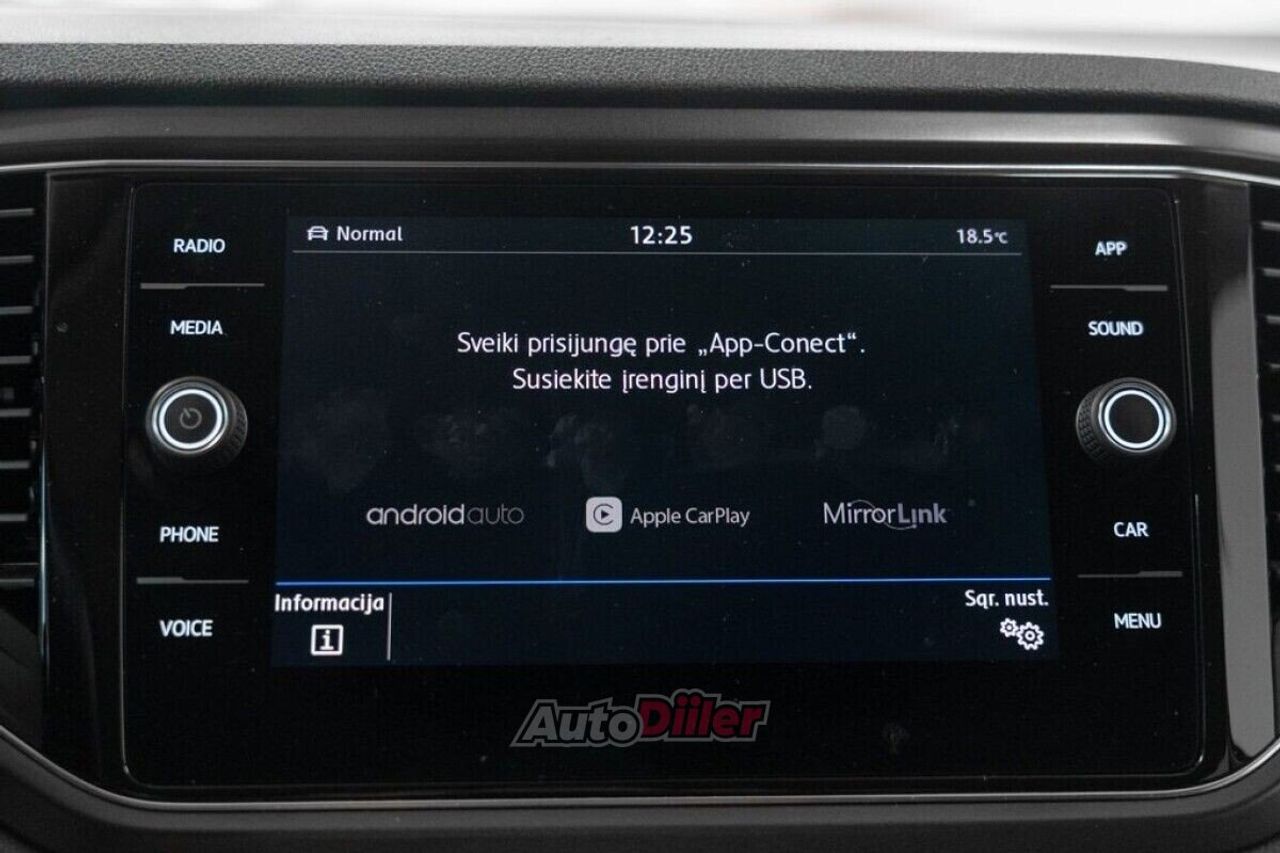 RADIO
MEDIA
PHONE
VOICE
Normal 12:25 18.5°C
Sveiki prisijungę prie „App-Conect“.
Susiekite įrenginį per USB.
androidauto Apple CarPlay MirrorLink
Informacija Sąr. nust.
APP
SOUND
CAR
MENU
AutoDiiler